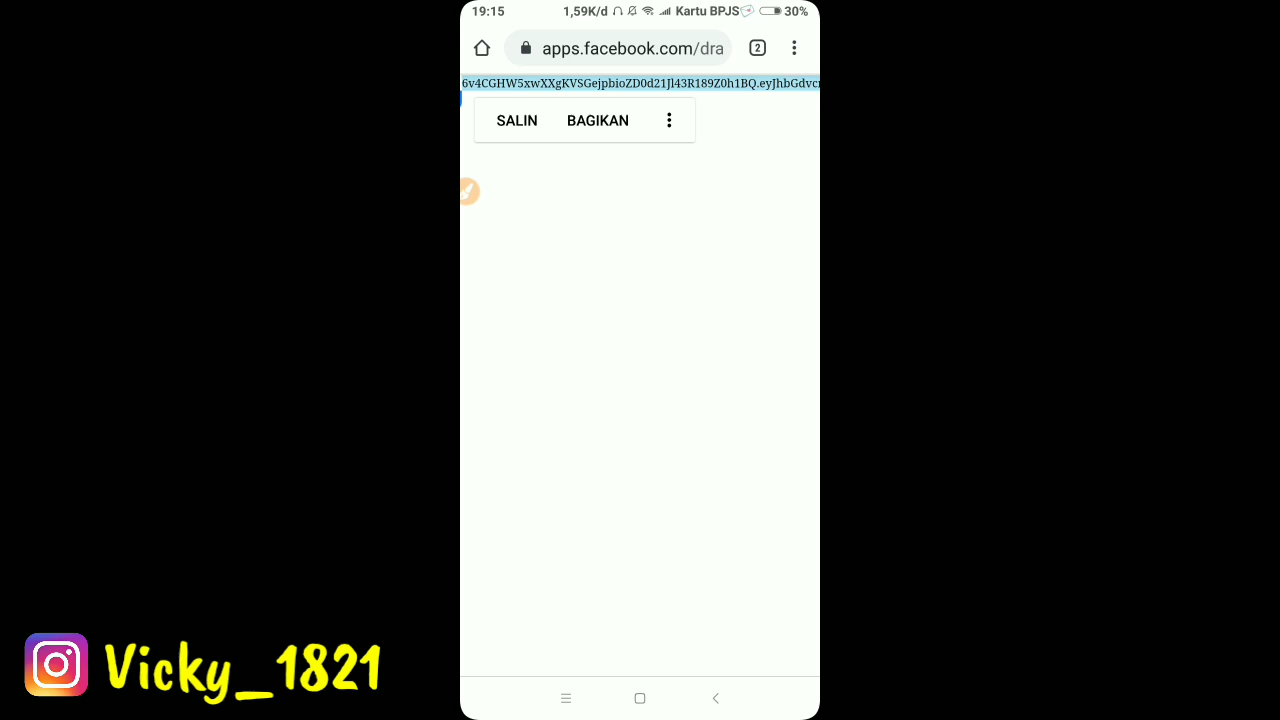 19:15 1,59K/d Kartu BPJS 30%
apps.facebook.com/dra 2
6v4CGHW5xwXXgKVSGejpbioZD0d21Jl43R189Z0h1BQ.eyJhbGdvc
SALIN BAGIKAN
Vicky_1821